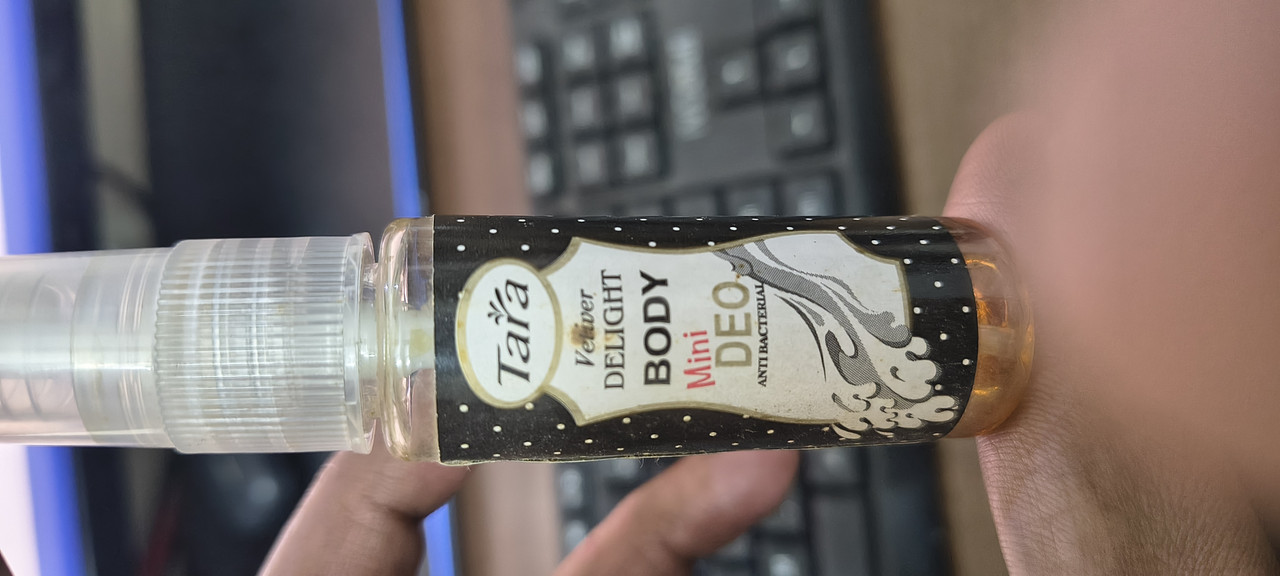 Tara
Vetiver
DELIGHT
BODY
Mini
DEO
ANTI BACTERIAL